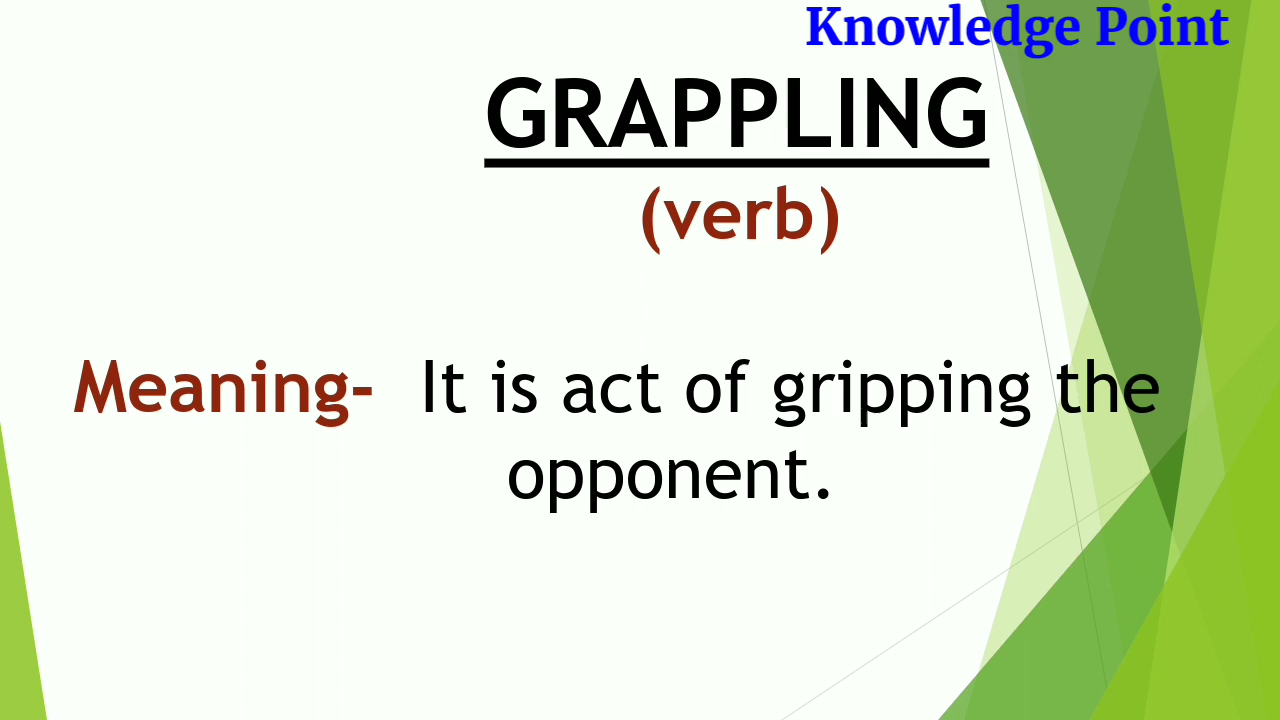 Knowledge Point
GRAPPLING
(verb)
Meaning- It is act of gripping the
opponent.